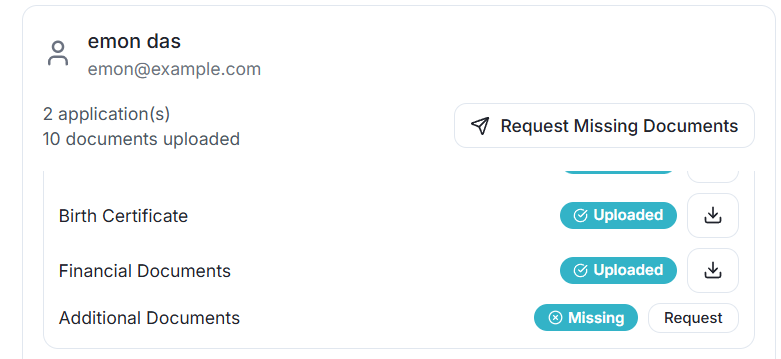 emon das
emon@example.com
2 application(s)
10 documents uploaded
Request Missing Documents
Birth Certificate Uploaded
Financial Documents Uploaded
Additional Documents Missing Request